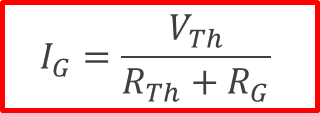 I_G = V_Th / (R_Th + R_G)